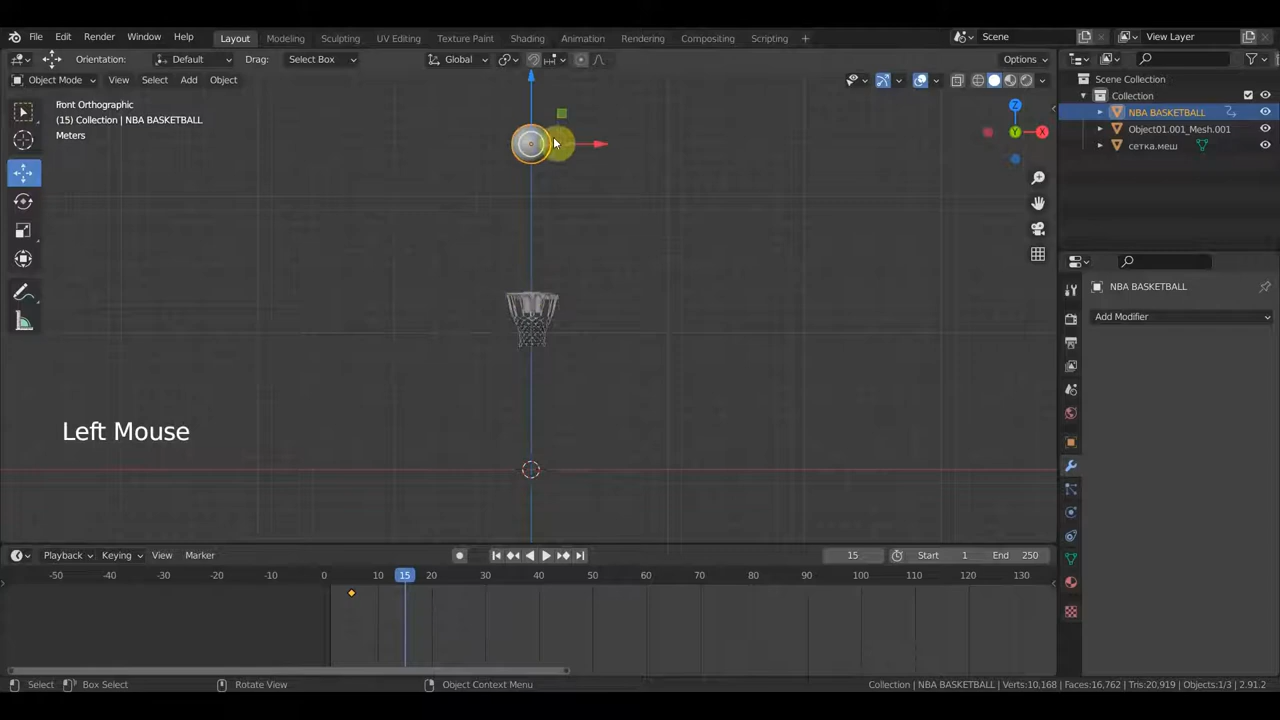 File Edit Render Window Help Layout Modeling Sculpting UV Editing Texture Paint Shading Animation Rendering Compositing Scripting + Scene View Layer
Orientation: Default Drag: Select Box Global Options
Object Mode View Select Add Object
Scene Collection
Collection
NBA BASKETBALL
Object01.001_Mesh.001
сетка.меш
Front Orthographic
(15) Collection | NBA BASKETBALL
Meters
Z
Y
X
NBA BASKETBALL
Add Modifier
Left Mouse
Playback Keying View Marker 15 Start 1 End 250
-50 -40 -30 -20 -10 0 10 15 20 30 40 50 60 70 80 90 100 110 120 130
Select Box Select Rotate View Object Context Menu Collection | NBA BASKETBALL | Verts:10,168 | Faces:16,762 | Tris:20,919 | Objects:1/3 | 2.91.2